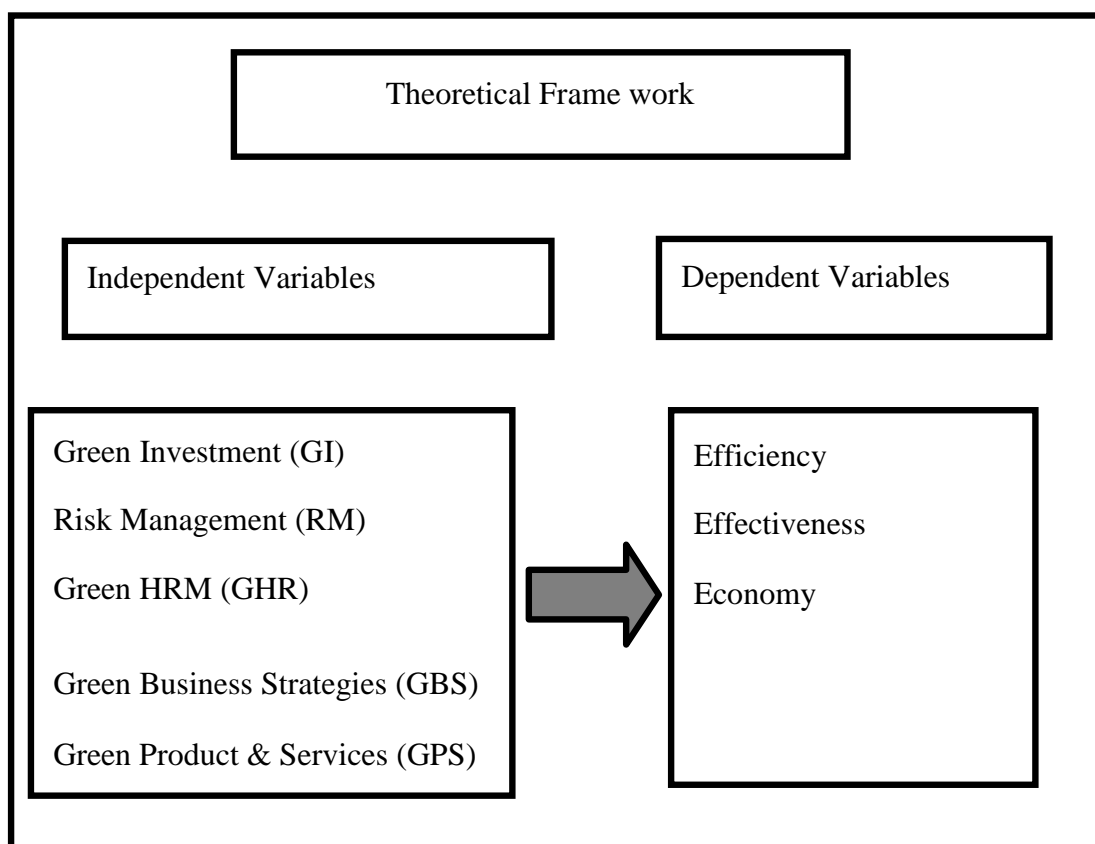 Theoretical Frame work
Independent Variables
Dependent Variables
Green Investment (GI)
Risk Management (RM)
Green HRM (GHR)
Green Business Strategies (GBS)
Green Product & Services (GPS)
Efficiency
Effectiveness
Economy